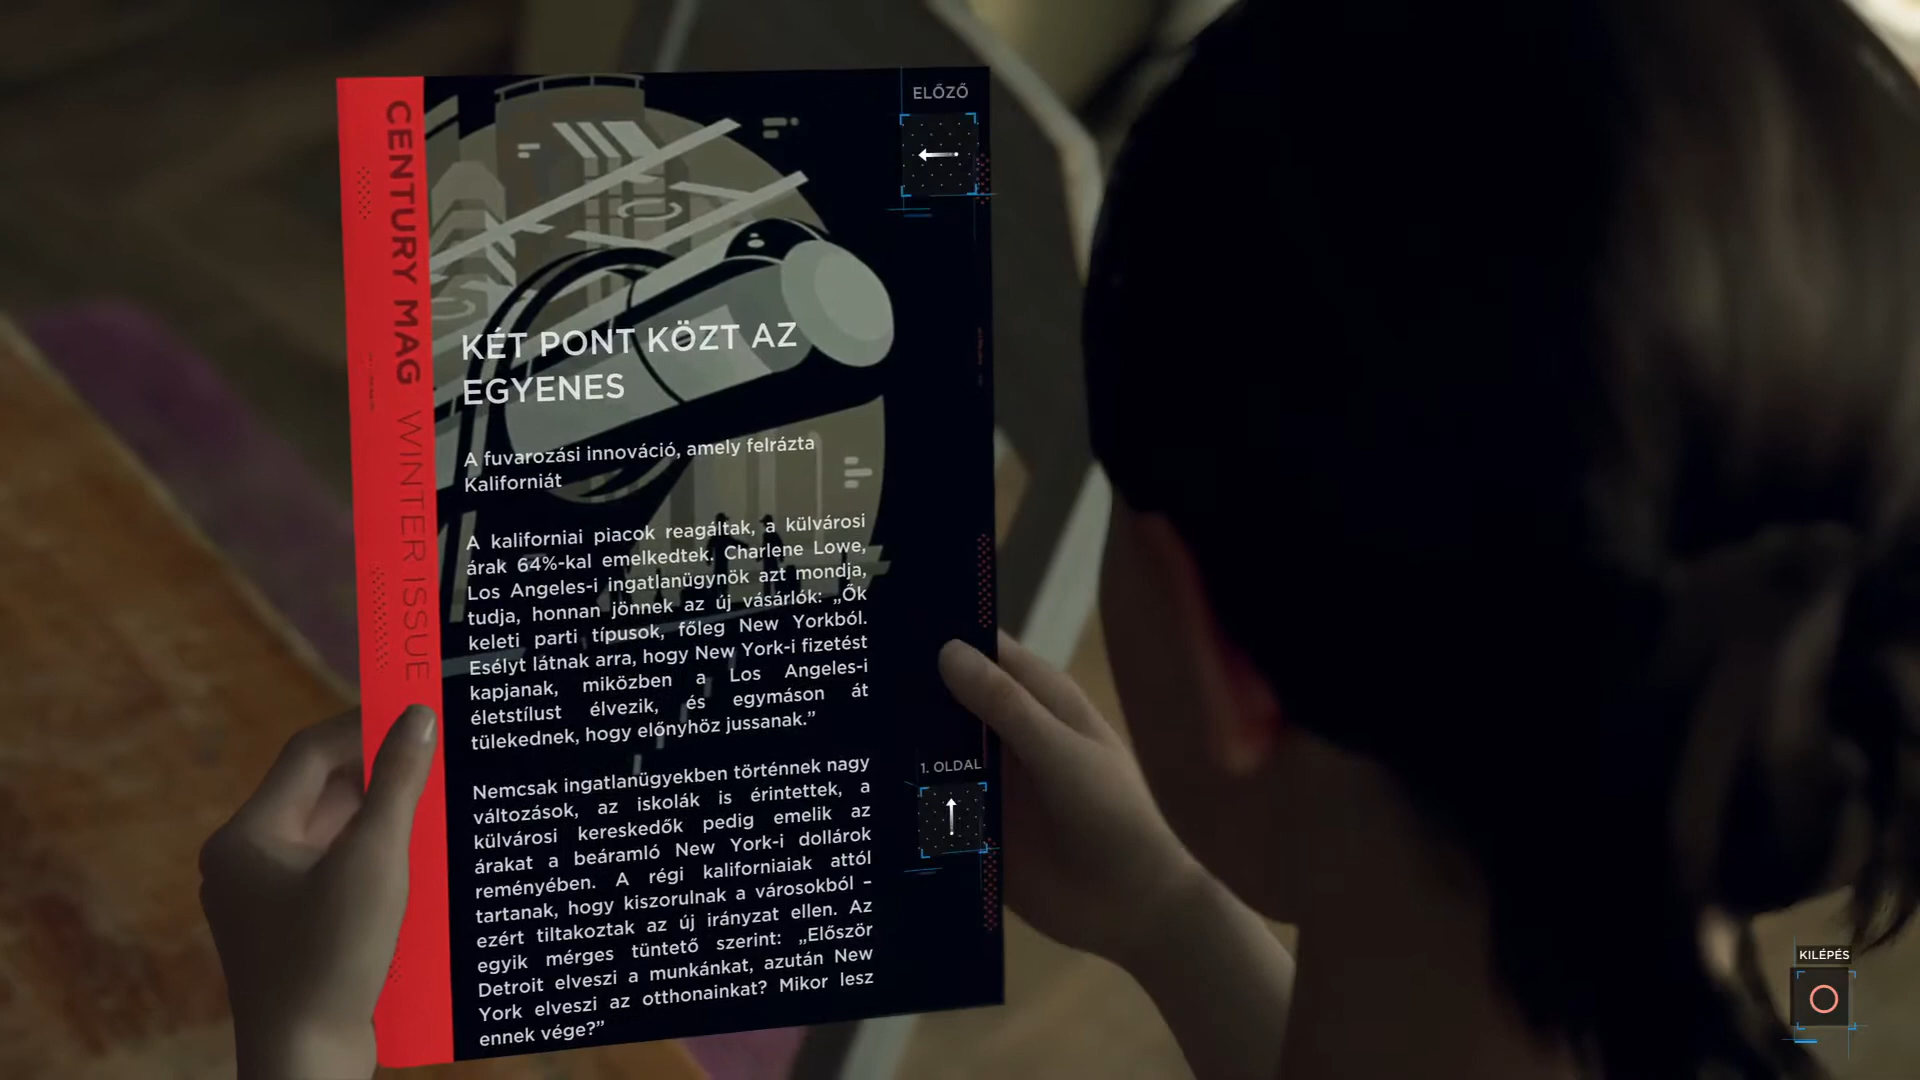 CENTURY MAG WINTER ISSUE
ELŐZŐ
KÉT PONT KÖZT AZ
EGYENES
A fuvarozási innováció, amely felrázta
Kaliforniát
A kaliforniai piacok reagáltak, a külvárosi
árak 64%-kal emelkedtek. Charlene Lowe,
Los Angeles-i ingatlanügynök azt mondja,
tudja, honnan jönnek az új vásárlók: „Ők
keleti parti típusok, főleg New Yorkból.
Esélyt látnak arra, hogy New York-i fizetést
kapjanak, miközben a Los Angeles-i
életstílust élvezik, és egymáson át
tülekednek, hogy előnyhöz jussanak.”
Nemcsak ingatlanügyekben történnek nagy
változások, az iskolák is érintettek, a
külvárosi kereskedők pedig emelik az
árakat a beáramló New York-i dollárok
reményében. A régi kaliforniaiak attól
tartanak, hogy kiszorulnak a városokból –
ezért tiltakoztak az új irányzat ellen. Az
egyik mérges tüntető szerint: „Először
Detroit elveszi a munkánkat, azután New
York elveszi az otthonainkat? Mikor lesz
ennek vége?”
1. OLDAL
KILÉPÉS